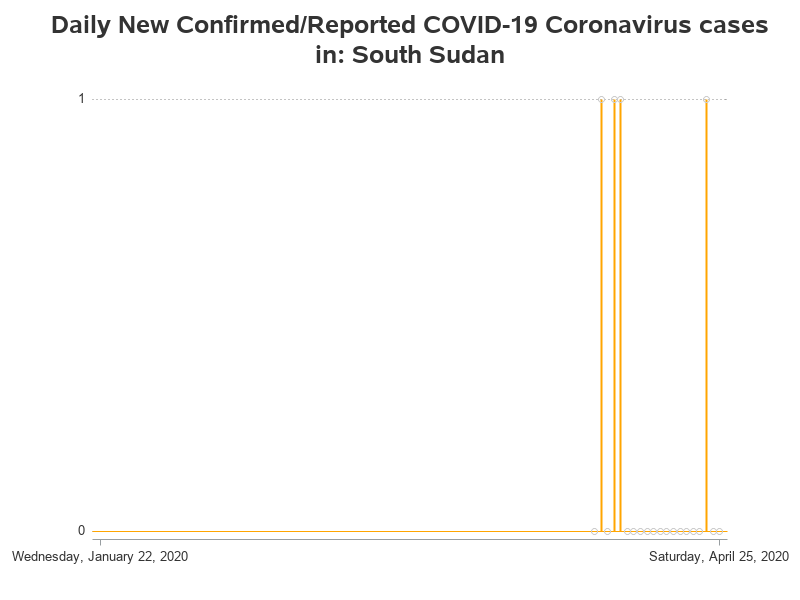 Daily New Confirmed/Reported COVID-19 Coronavirus cases
in: South Sudan
1
0
Wednesday, January 22, 2020
Saturday, April 25, 2020